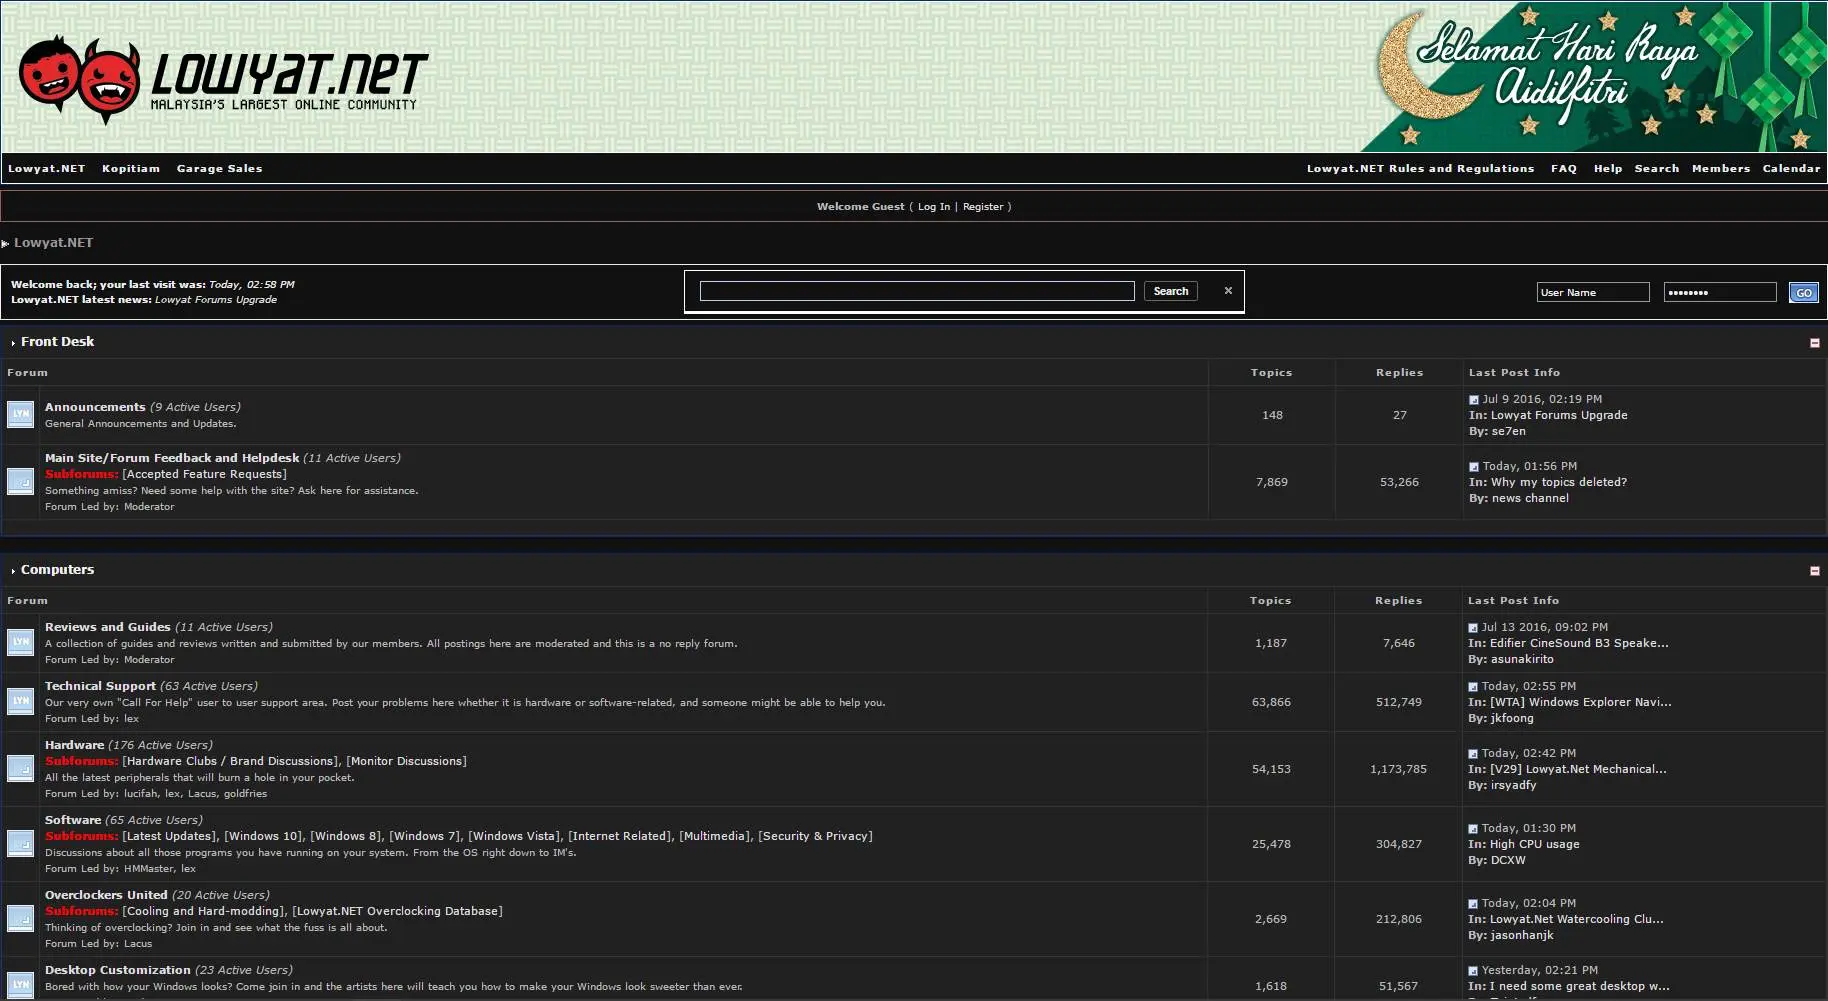 LOWYAT.NET
MALAYSIA'S LARGEST ONLINE COMMUNITY
Selamat Hari Raya
Aidilfitri
Lowyat.NET Kopitiam Garage Sales Lowyat.NET Rules and Regulations FAQ Help Search Members Calendar
Welcome Guest ( Log In | Register )
Lowyat.NET
Welcome back; your last visit was: Today, 02:58 PM
Lowyat.NET latest news: Lowyat Forums Upgrade
Search
User Name
GO
Front Desk
Forum Topics Replies Last Post Info
LYN
Announcements (9 Active Users)
General Announcements and Updates.
148 27
Jul 9 2016, 02:19 PM
In: Lowyat Forums Upgrade
By: se7en
Main Site/Forum Feedback and Helpdesk (11 Active Users)
Subforums: [Accepted Feature Requests]
Something amiss? Need some help with the site? Ask here for assistance.
Forum Led by: Moderator
7,869 53,266
Today, 01:56 PM
In: Why my topics deleted?
By: news channel
Computers
Forum Topics Replies Last Post Info
LYN
Reviews and Guides (11 Active Users)
A collection of guides and reviews written and submitted by our members. All postings here are moderated and this is a no reply forum.
Forum Led by: Moderator
1,187 7,646
Jul 13 2016, 09:02 PM
In: Edifier CineSound B3 Speake...
By: asunakirito
LYN
Technical Support (63 Active Users)
Our very own "Call For Help" user to user support area. Post your problems here whether it is hardware or software-related, and someone might be able to help you.
Forum Led by: lex
63,866 512,749
Today, 02:55 PM
In: [WTA] Windows Explorer Navi...
By: jkfoong
Hardware (176 Active Users)
Subforums: [Hardware Clubs / Brand Discussions], [Monitor Discussions]
All the latest peripherals that will burn a hole in your pocket.
Forum Led by: lucifah, lex, Lacus, goldfries
54,153 1,173,785
Today, 02:42 PM
In: [V29] Lowyat.Net Mechanical...
By: irsyadfy
Software (65 Active Users)
Subforums: [Latest Updates], [Windows 10], [Windows 8], [Windows 7], [Windows Vista], [Internet Related], [Multimedia], [Security & Privacy]
Discussions about all those programs you have running on your system. From the OS right down to IM's.
Forum Led by: HMMaster, lex
25,478 304,827
Today, 01:30 PM
In: High CPU usage
By: DCXW
Overclockers United (20 Active Users)
Subforums: [Cooling and Hard-modding], [Lowyat.NET Overclocking Database]
Thinking of overclocking? Join in and see what the fuss is all about.
Forum Led by: Lacus
2,669 212,806
Today, 02:04 PM
In: Lowyat.Net Watercooling Clu...
By: jasonhanjk
LYN
Desktop Customization (23 Active Users)
Bored with how your Windows looks? Come join in and the artists here will teach you how to make your Windows look sweeter than ever.
1,618 51,567
Yesterday, 02:21 PM
In: I need some great desktop w...